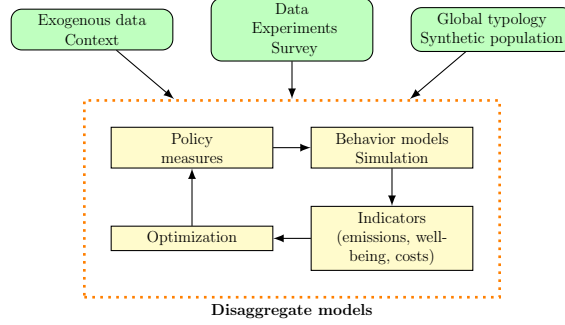 Exogenous data
Context
Data
Experiments
Survey
Global typology
Synthetic population
Policy
measures
Behavior models
Simulation
Optimization
Indicators
(emissions, well-
being, costs)
Disaggregate models